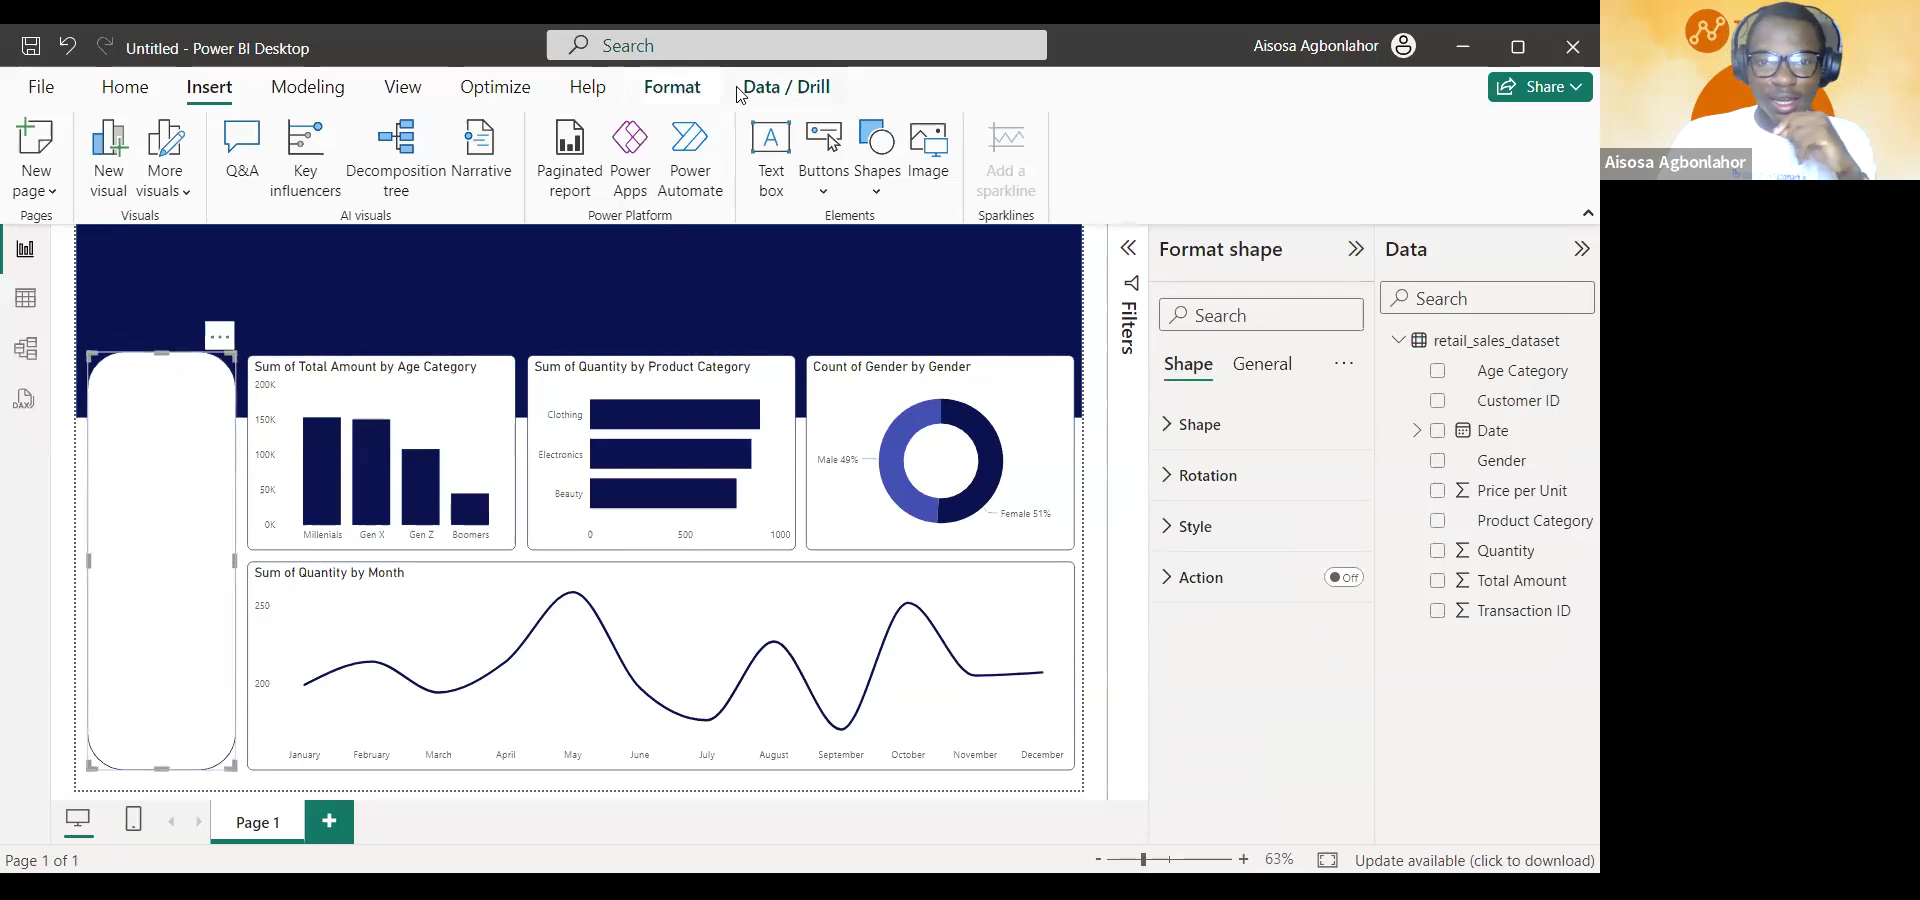 Untitled - Power BI Desktop
Search
Aisosa Agbonlahor
File Home Insert Modeling View Optimize Help Format Data / Drill
Share
New page
New visual
More visuals
Q&A
Key influencers
Decomposition tree
Narrative
Paginated report
Power Apps
Power Automate
Text box
Buttons
Shapes
Image
Add a sparkline
Pages
Visuals
AI visuals
Power Platform
Elements
Sparklines
DAX
Sum of Total Amount by Age Category
200K
150K
100K
50K
0K
Millenials Gen X Gen Z Boomers
Sum of Quantity by Product Category
Clothing
Electronics
Beauty
0 500 1000
Count of Gender by Gender
Male 49%
Female 51%
Sum of Quantity by Month
250
200
January February March April May June July August September October November December
Filters
Format shape
Search
Shape General
Shape
Rotation
Style
Action Off
Data
Search
retail_sales_dataset
Age Category
Customer ID
Date
Gender
Price per Unit
Product Category
Quantity
Total Amount
Transaction ID
Page 1
Page 1 of 1
63%
Update available (click to download)
Aisosa Agbonlahor